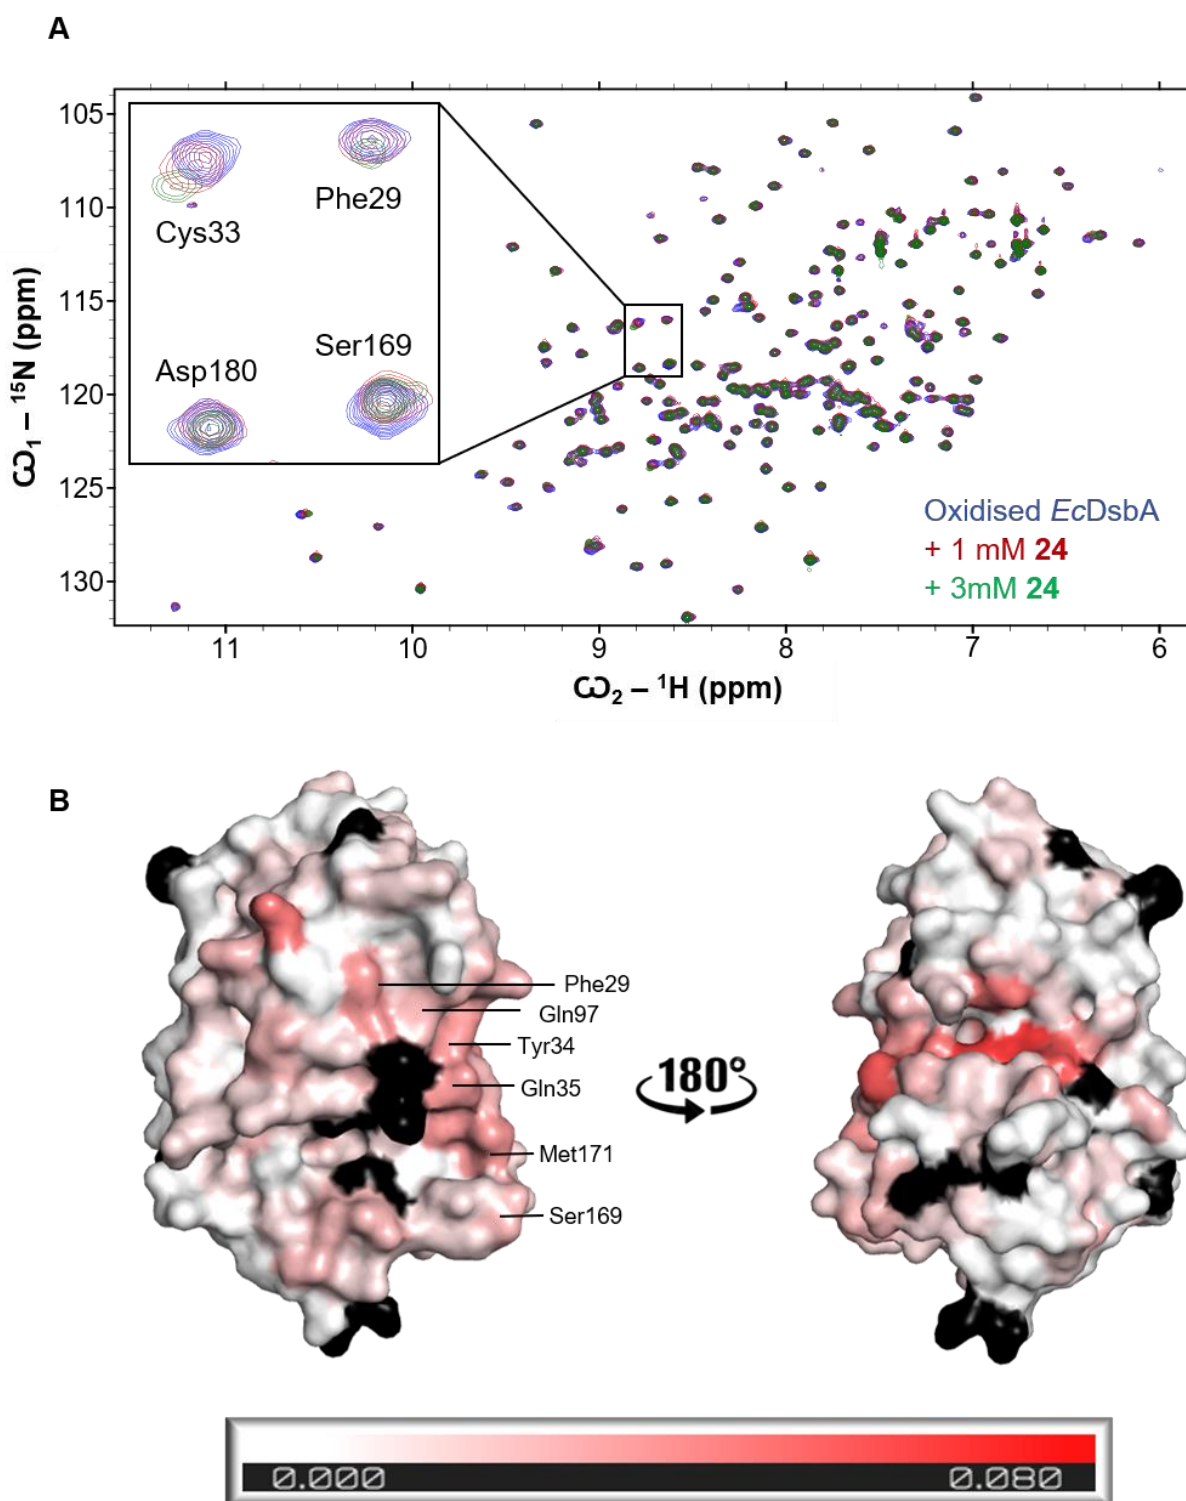 A
105
110
115
120
125
130
ω₁ – ¹⁵N (ppm)
Cys33
Phe29
Asp180
Ser169
Oxidised EcDsbA
+ 1 mM 24
+ 3mM 24
11 10 9 8 7 6
ω₂ – ¹H (ppm)
B
Phe29
Gln97
Tyr34
Gln35
Met171
Ser169
180°
0.000 0.080